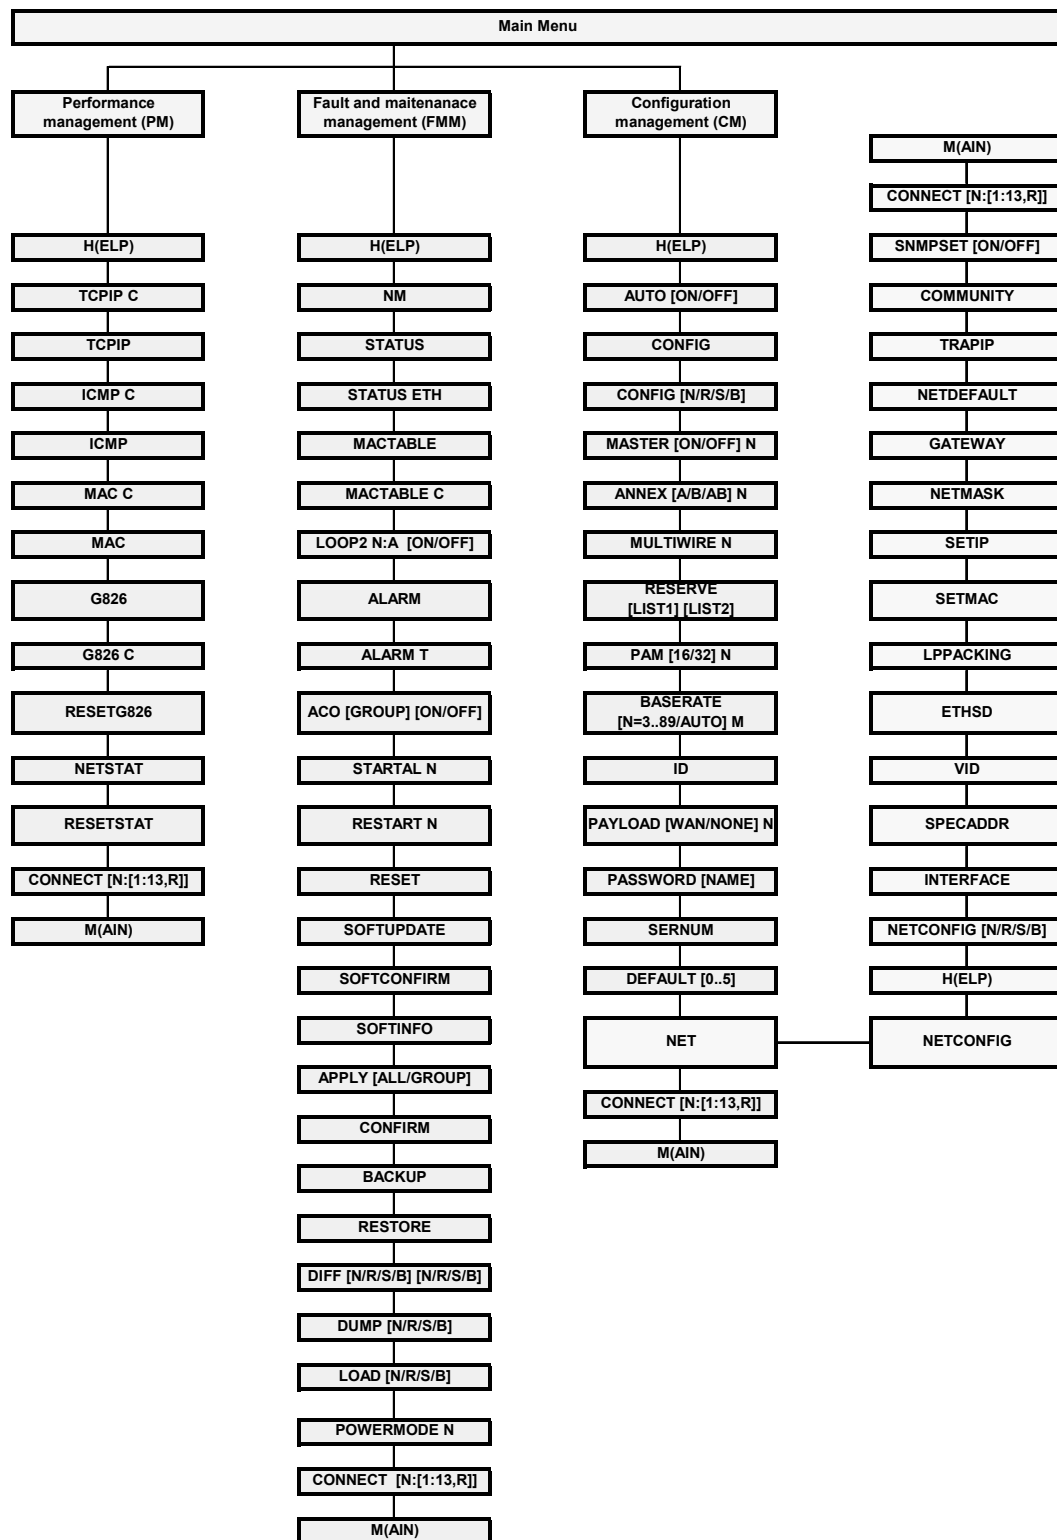 Main Menu
Performance
management (PM)
H(ELP)
TCPIP C
TCPIP
ICMP C
ICMP
MAC C
MAC
G826
G826 C
RESETG826
NETSTAT
RESETSTAT
CONNECT [N:[1:13,R]]
M(AIN)
Fault and maitenanace
management (FMM)
H(ELP)
NM
STATUS
STATUS ETH
MACTABLE
MACTABLE C
LOOP2 N:A [ON/OFF]
ALARM
ALARM T
ACO [GROUP] [ON/OFF]
STARTAL N
RESTART N
RESET
SOFTUPDATE
SOFTCONFIRM
SOFTINFO
APPLY [ALL/GROUP]
CONFIRM
BACKUP
RESTORE
DIFF [N/R/S/B] [N/R/S/B]
DUMP [N/R/S/B]
LOAD [N/R/S/B]
POWERMODE N
CONNECT [N:[1:13,R]]
M(AIN)
Configuration
management (CM)
H(ELP)
AUTO [ON/OFF]
CONFIG
CONFIG [N/R/S/B]
MASTER [ON/OFF] N
ANNEX [A/B/AB] N
MULTIWIRE N
RESERVE
[LIST1] [LIST2]
PAM [16/32] N
BASERATE
[N=3..89/AUTO] M
ID
PAYLOAD [WAN/NONE] N
PASSWORD [NAME]
SERNUM
DEFAULT [0..5]
NET
CONNECT [N:[1:13,R]]
M(AIN)
M(AIN)
CONNECT [N:[1:13,R]]
SNMPSET [ON/OFF]
COMMUNITY
TRAPIP
NETDEFAULT
GATEWAY
NETMASK
SETIP
SETMAC
LPPACKING
ETHSD
VID
SPECADDR
INTERFACE
NETCONFIG [N/R/S/B]
H(ELP)
NETCONFIG